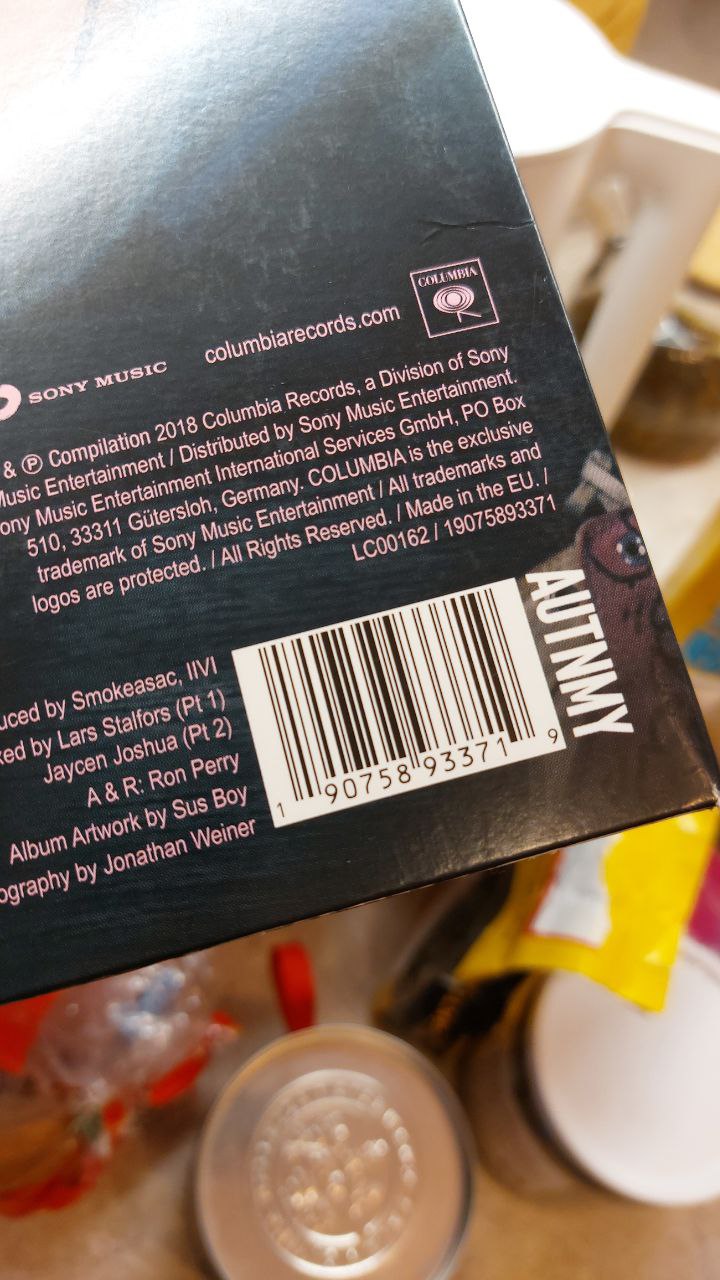 COLUMBIA
columbiarecords.com
SONY MUSIC
& Ⓟ Compilation 2018 Columbia Records, a Division of Sony
Music Entertainment / Distributed by Sony Music Entertainment.
Sony Music Entertainment International Services GmbH, PO Box
510, 33311 Gütersloh, Germany. COLUMBIA is the exclusive
trademark of Sony Music Entertainment / All trademarks and
logos are protected. / All Rights Reserved. / Made in the EU. /
LC00162 / 19075893371
uced by Smokeasac, IIVI
xed by Lars Stalfors (Pt 1)
Jaycen Joshua (Pt 2)
A & R: Ron Perry
Album Artwork by Sus Boy
ography by Jonathan Weiner
1 90758 93371 9
AUTNMY